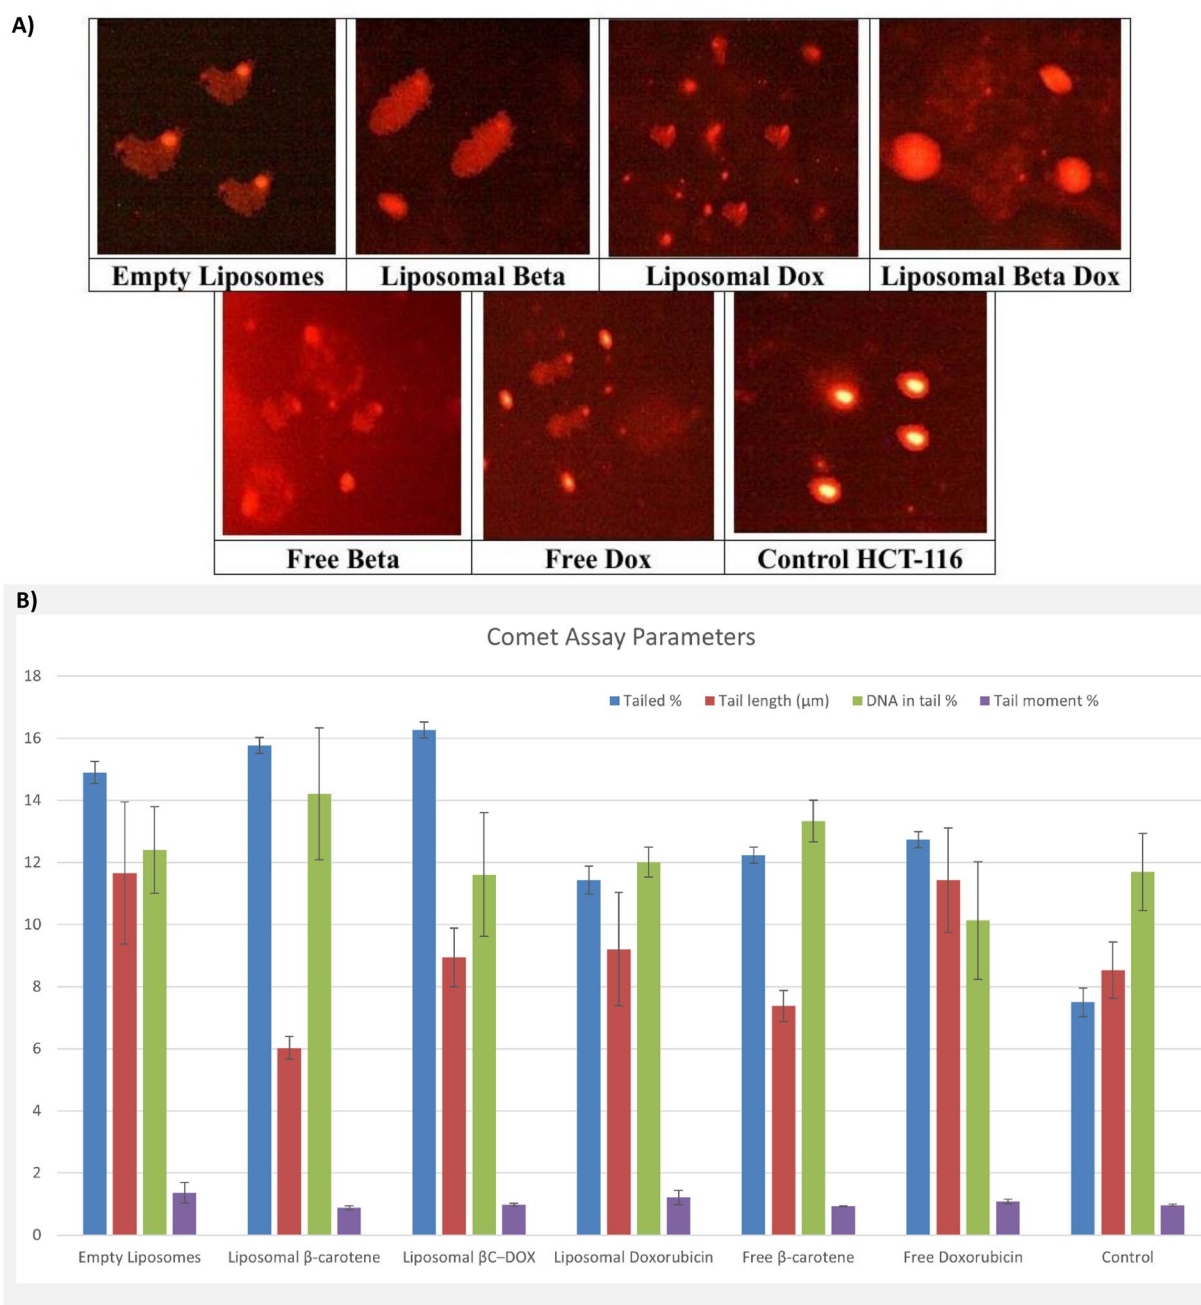 A)
Empty Liposomes
Liposomal Beta
Liposomal Dox
Liposomal Beta Dox
Free Beta
Free Dox
Control HCT-116
B)
Comet Assay Parameters
Tailed %
Tail length (µm)
DNA in tail %
Tail moment %
18
16
14
12
10
8
6
4
2
0
Empty Liposomes
Liposomal β-carotene
Liposomal βC–DOX
Liposomal Doxorubicin
Free β-carotene
Free Doxorubicin
Control